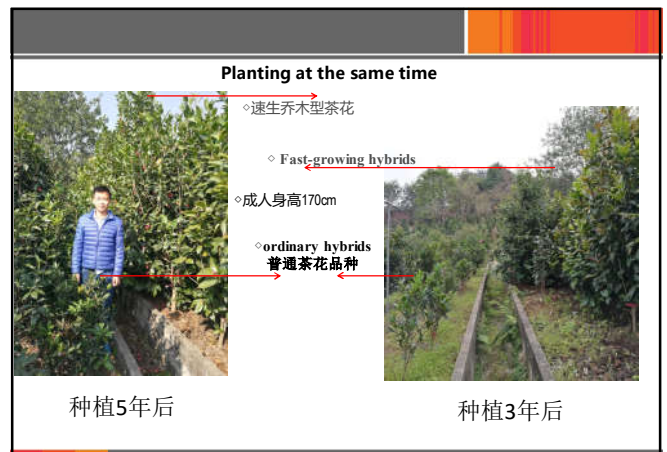 Planting at the same time
◇速生乔木型茶花
◇ Fast-growing hybrids
◇成人身高170㎝
◇ordinary hybrids
普通茶花品种
种植5年后
种植3年后